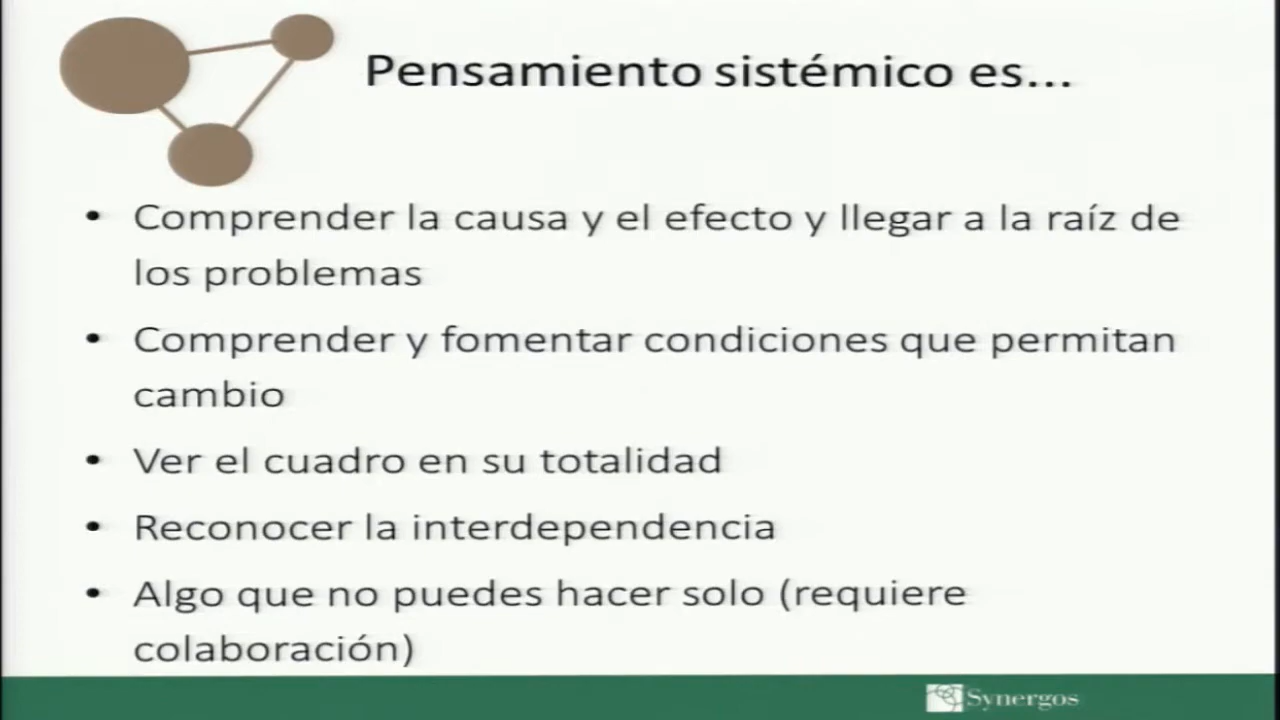 Pensamiento sistémico es...
• Comprender la causa y el efecto y llegar a la raíz de
los problemas
• Comprender y fomentar condiciones que permitan
cambio
• Ver el cuadro en su totalidad
• Reconocer la interdependencia
• Algo que no puedes hacer solo (requiere
colaboración)
Synergos